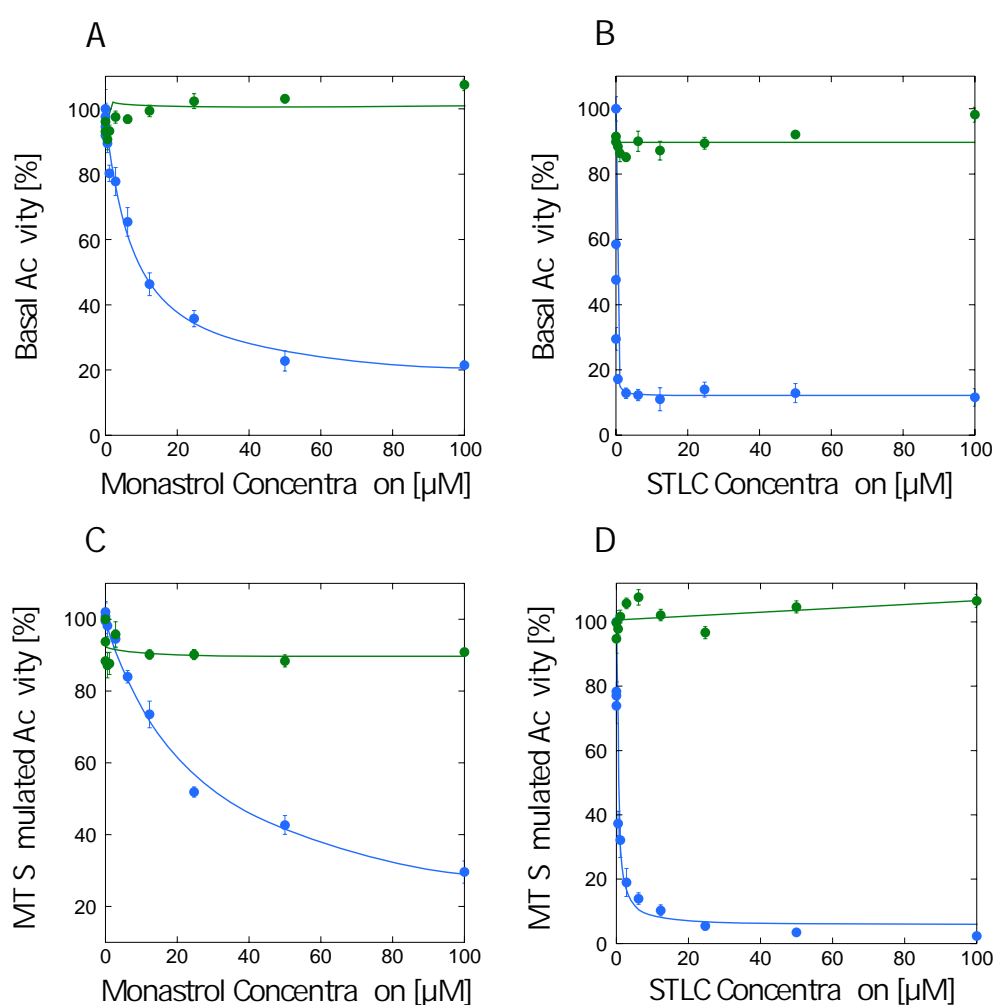 A
Basal Ac vity [%]
100
80
60
40
20
0
0 20 40 60 80 100
Monastrol Concentra on [µM]
B
Basal Ac vity [%]
100
80
60
40
20
0
0 20 40 60 80 100
STLC Concentra on [µM]
C
MT S mulated Ac vity [%]
100
80
60
40
20
0 20 40 60 80 100
Monastrol Concentra on [µM]
D
MT S mulated Ac vity [%]
100
80
60
40
20
0
0 20 40 60 80 100
STLC Concentra on [µM]